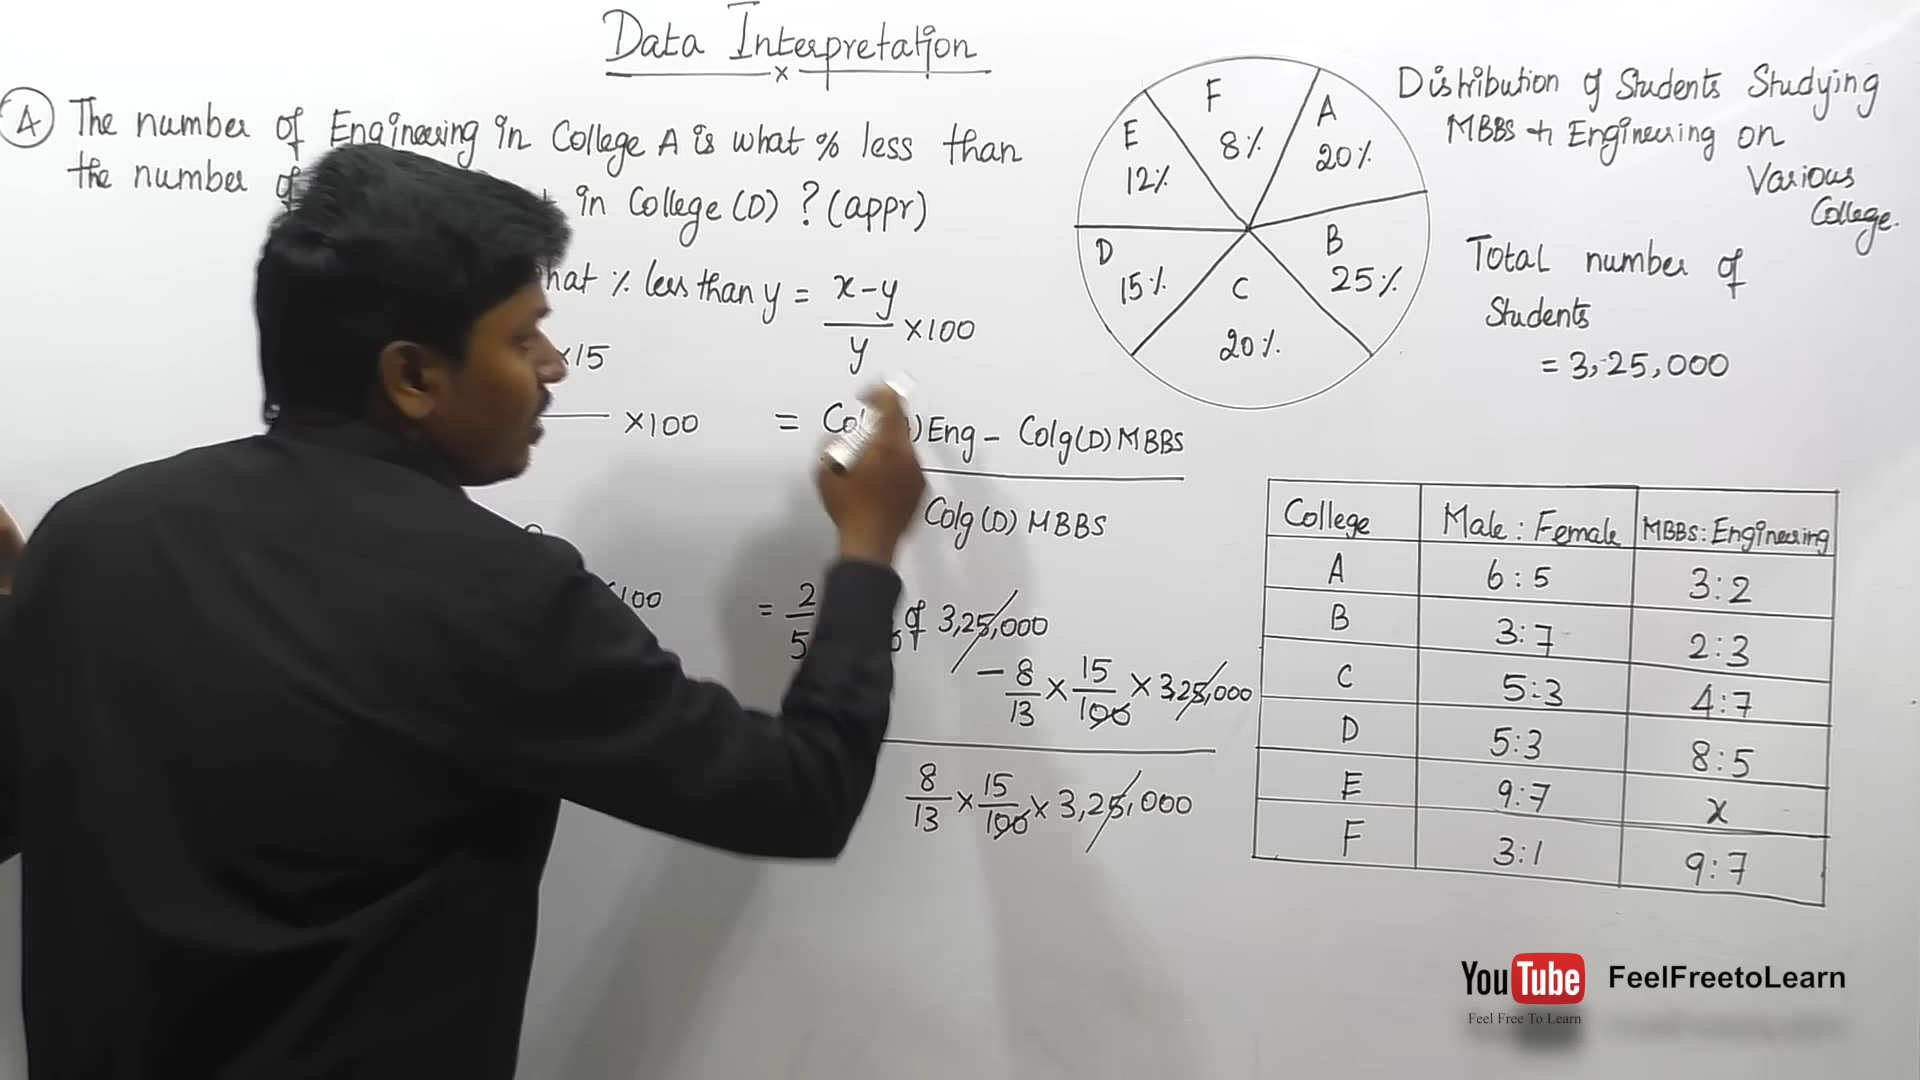 Data Interpretation
x
4 The number of Engineering in College A is what % less than
the number of in College (D) ? (appr)
what % less than y = x-y / y ×100
×15
×100
= Eng - Colg(D) MBBS
Colg (D) MBBS
100
= 2/5 of 3,25,000
- 8/13 × 15/100 × 3,25,000
8/13 × 15/100 × 3,25,000
F 8%
A 20%
E 12%
B 25%
D 15%
C 20%
Distribution of Students Studying
MBBS & Engineering on
Various
College.
Total number of
Students
= 3,25,000
College Male : Female MBBS : Engineering
A 6 : 5 3 : 2
B 3 : 7 2 : 3
C 5 : 3 4 : 7
D 5:3 8 : 5
E 9:7 x
F 3:1 9:7
YouTube FeelFreetoLearn
Feel Free To Learn